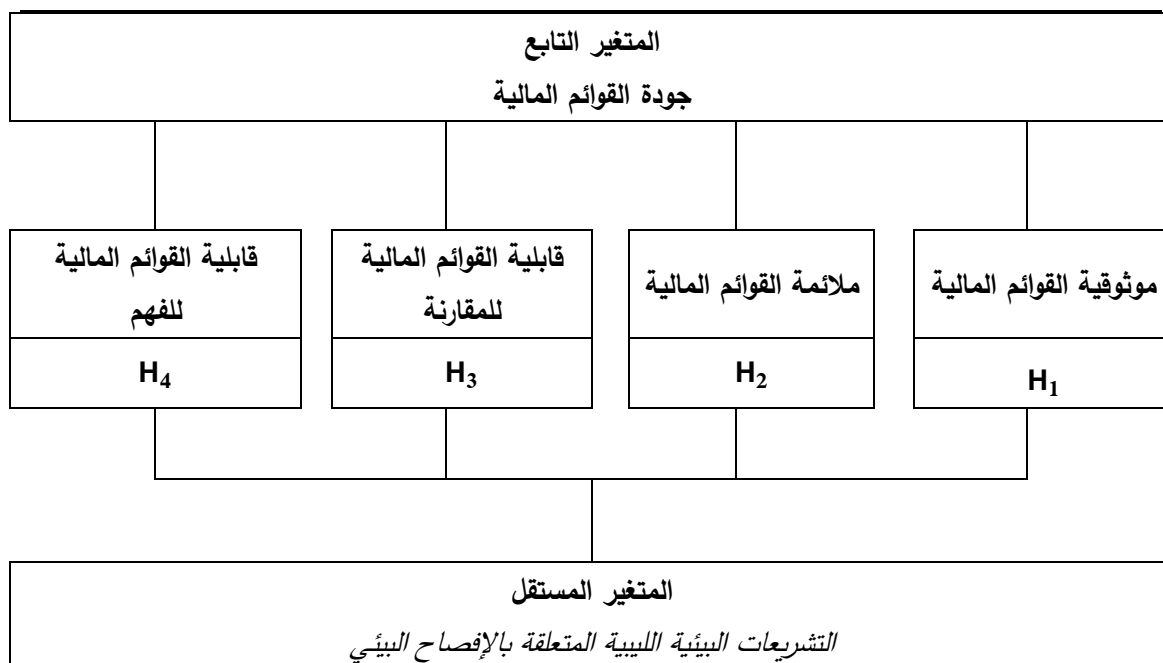 المتغير التابع
جودة القوائم المالية
موثوقية القوائم المالية
H₁
ملائمة القوائم المالية
H₂
قابلية القوائم المالية
للمقارنة
H₃
قابلية القوائم المالية
للفهم
H₄
المتغير المستقل
التشريعات البيئية الليبية المتعلقة بالإفصاح البيئي